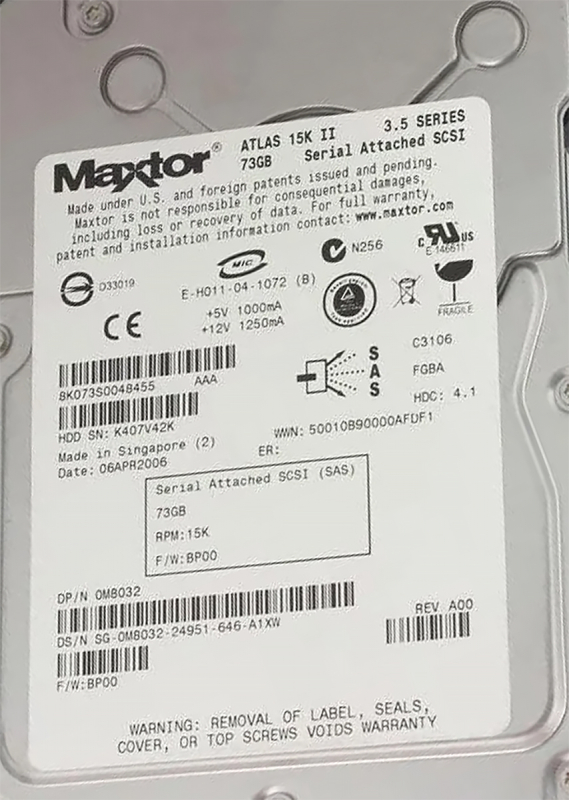 Maxtor® ATLAS 15K II 3.5 SERIES
73GB Serial Attached SCSI
Made under U.S. and foreign patents issued and pending.
Maxtor is not responsible for consequential damages,
including loss or recovery of data. For full warranty,
patent and installation information contact: www.maxtor.com
D33019
MIC
E-H011-04-1072 (B)
N256
C RU US
E 146611
CE
+5V 1000mA
+12V 1250mA
FRAGILE
8K073S0048455 AAA
HDD SN: K407V42K
SAS
C3106
FGBA
HDC: 4.1
Made in Singapore (2)
Date: 06APR2006
WWN: 50010B90000AFDF1
ER:
Serial Attached SCSI (SAS)
73GB
RPM:15K
F/W:BP00
DP/N 0M8032
DS/N SG-0M8032-24951-646-A1XW
REV A00
F/W:BP00
WARNING: REMOVAL OF LABEL, SEALS,
COVER, OR TOP SCREWS VOIDS WARRANTY